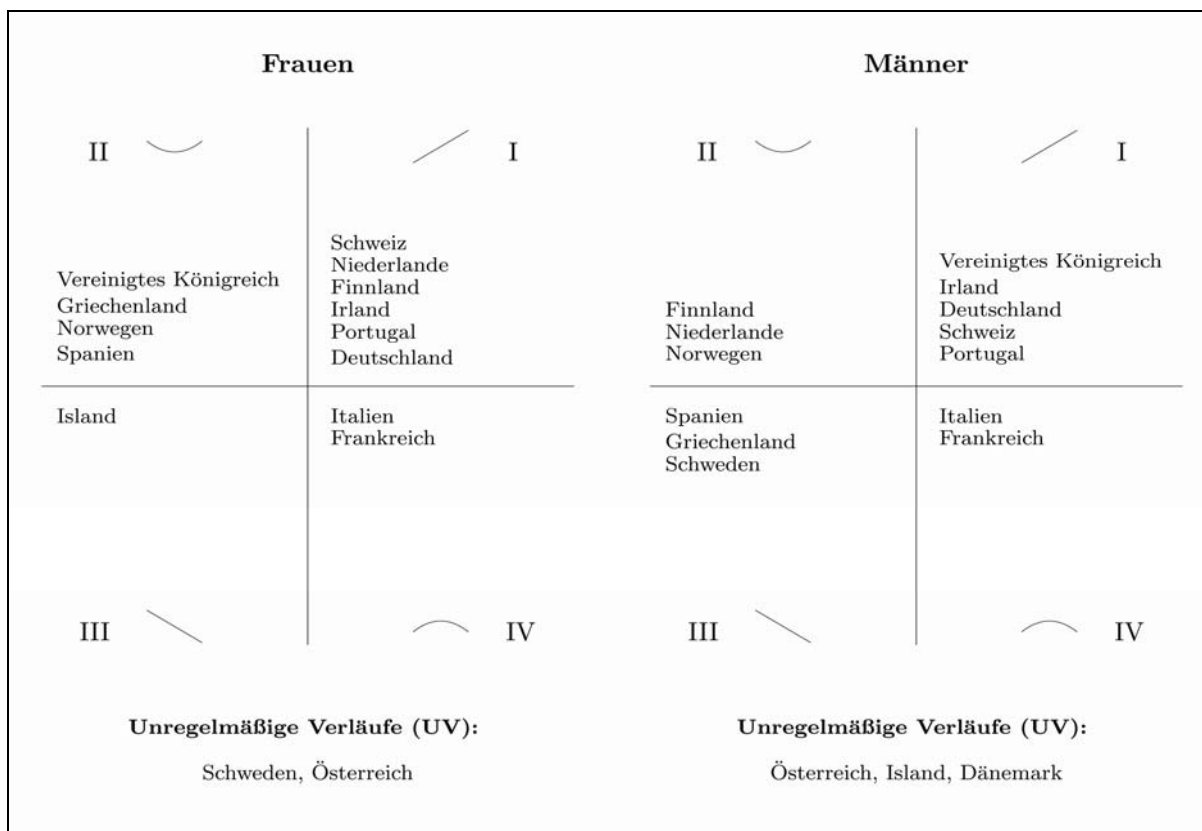 Frauen
II
I
Vereinigtes Königreich
Griechenland
Norwegen
Spanien
Schweiz
Niederlande
Finnland
Irland
Portugal
Deutschland
Island
Italien
Frankreich
III
IV
Unregelmäßige Verläufe (UV):
Schweden, Österreich
Männer
II
I
Finnland
Niederlande
Norwegen
Vereinigtes Königreich
Irland
Deutschland
Schweiz
Portugal
Spanien
Griechenland
Schweden
Italien
Frankreich
III
IV
Unregelmäßige Verläufe (UV):
Österreich, Island, Dänemark